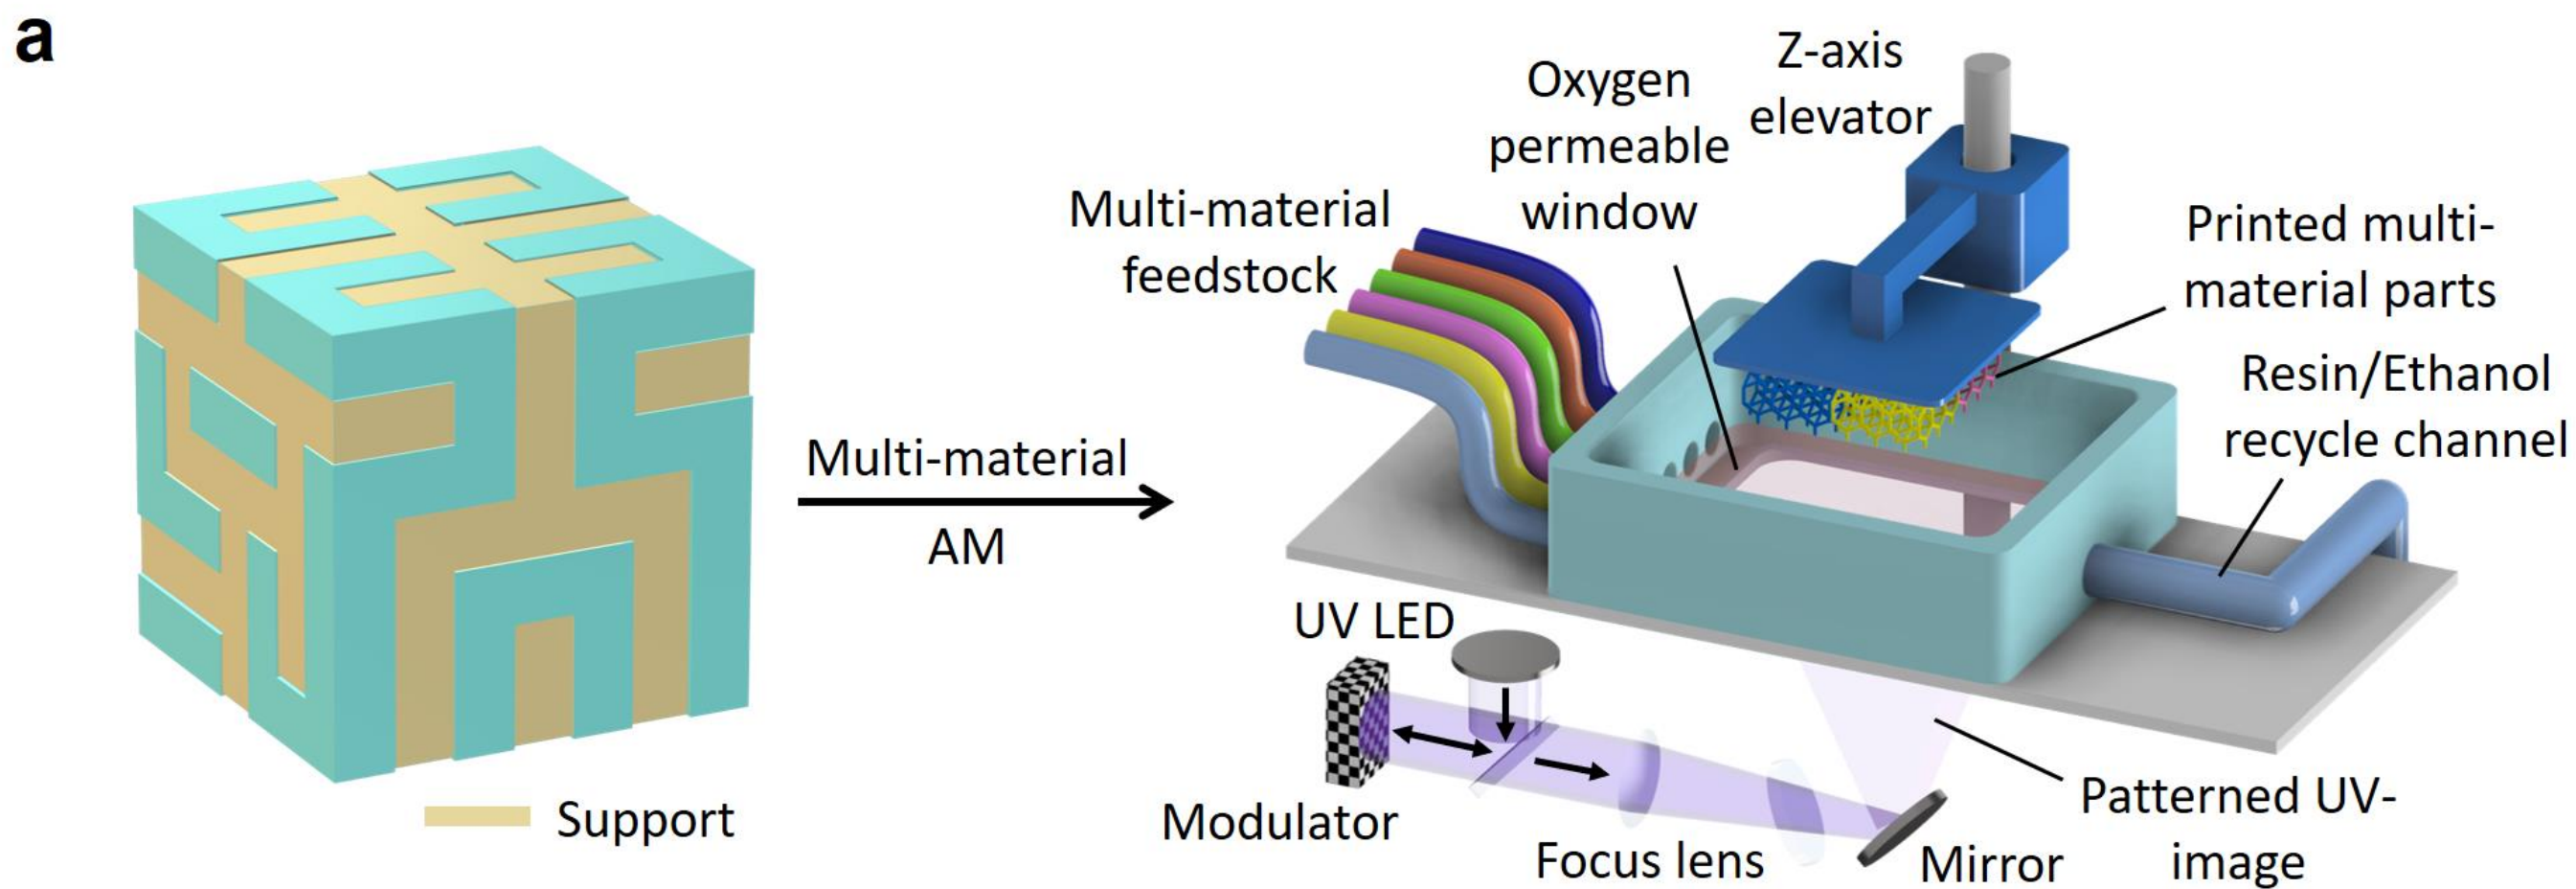 a
Support
Multi-material
AM
Multi-material
feedstock
Oxygen
permeable
window
Z-axis
elevator
Printed multi-
material parts
Resin/Ethanol
recycle channel
UV LED
Modulator
Focus lens
Mirror
Patterned UV-
image